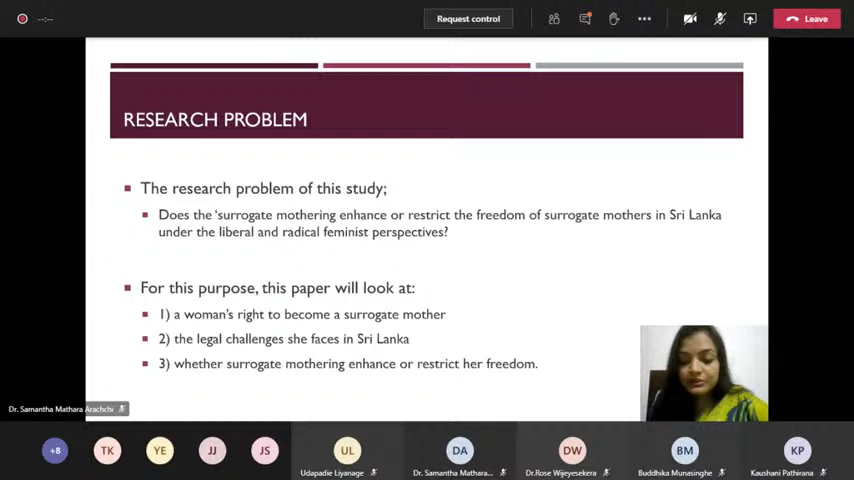 --:--
Request control
Leave
RESEARCH PROBLEM
The research problem of this study;
Does the ‘surrogate mothering enhance or restrict the freedom of surrogate mothers in Sri Lanka
under the liberal and radical feminist perspectives?
For this purpose, this paper will look at:
1) a woman's right to become a surrogate mother
2) the legal challenges she faces in Sri Lanka
3) whether surrogate mothering enhance or restrict her freedom.
Dr. Samantha Mathara Arachchi
+8
TK
YE
JJ
JS
UL
DA
DW
BM
KP
Udapadie Liyanage
Dr. Samantha Mathara...
Dr.Rose Wijeyesekera
Buddhika Munasinghe
Kaushani Pathirana